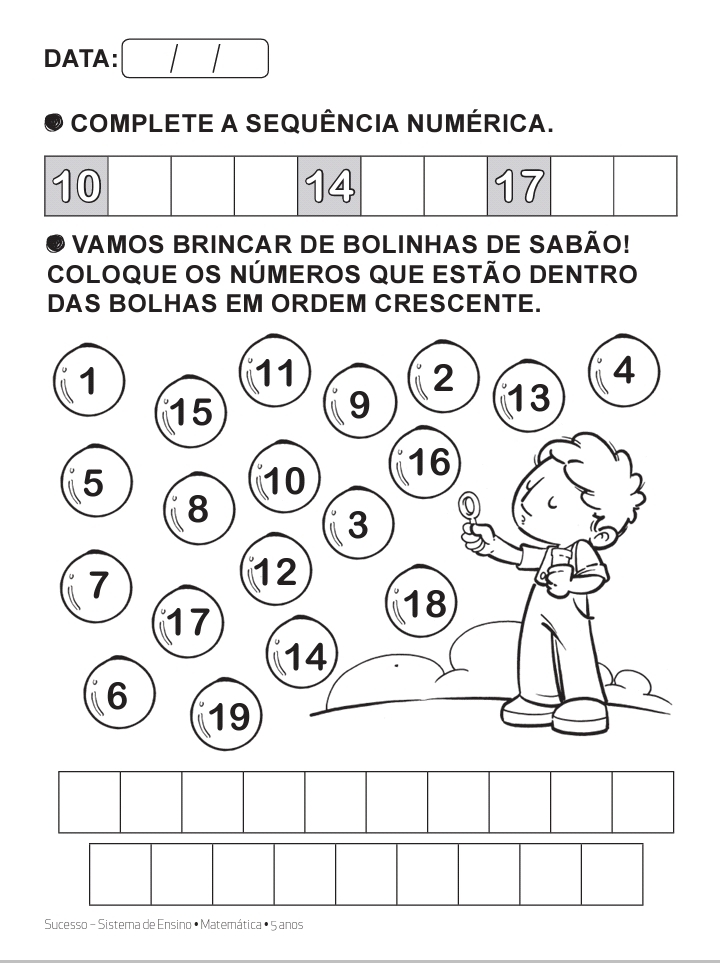 DATA: / /
COMPLETE A SEQUÊNCIA NUMÉRICA.
10 14 17
VAMOS BRINCAR DE BOLINHAS DE SABÃO!
COLOQUE OS NÚMEROS QUE ESTÃO DENTRO
DAS BOLHAS EM ORDEM CRESCENTE.
1 15 11 9 2 13 4
5 8 10 3 16
7 17 12 14 18
6 19
Sucesso – Sistema de Ensino • Matemática • 5 anos